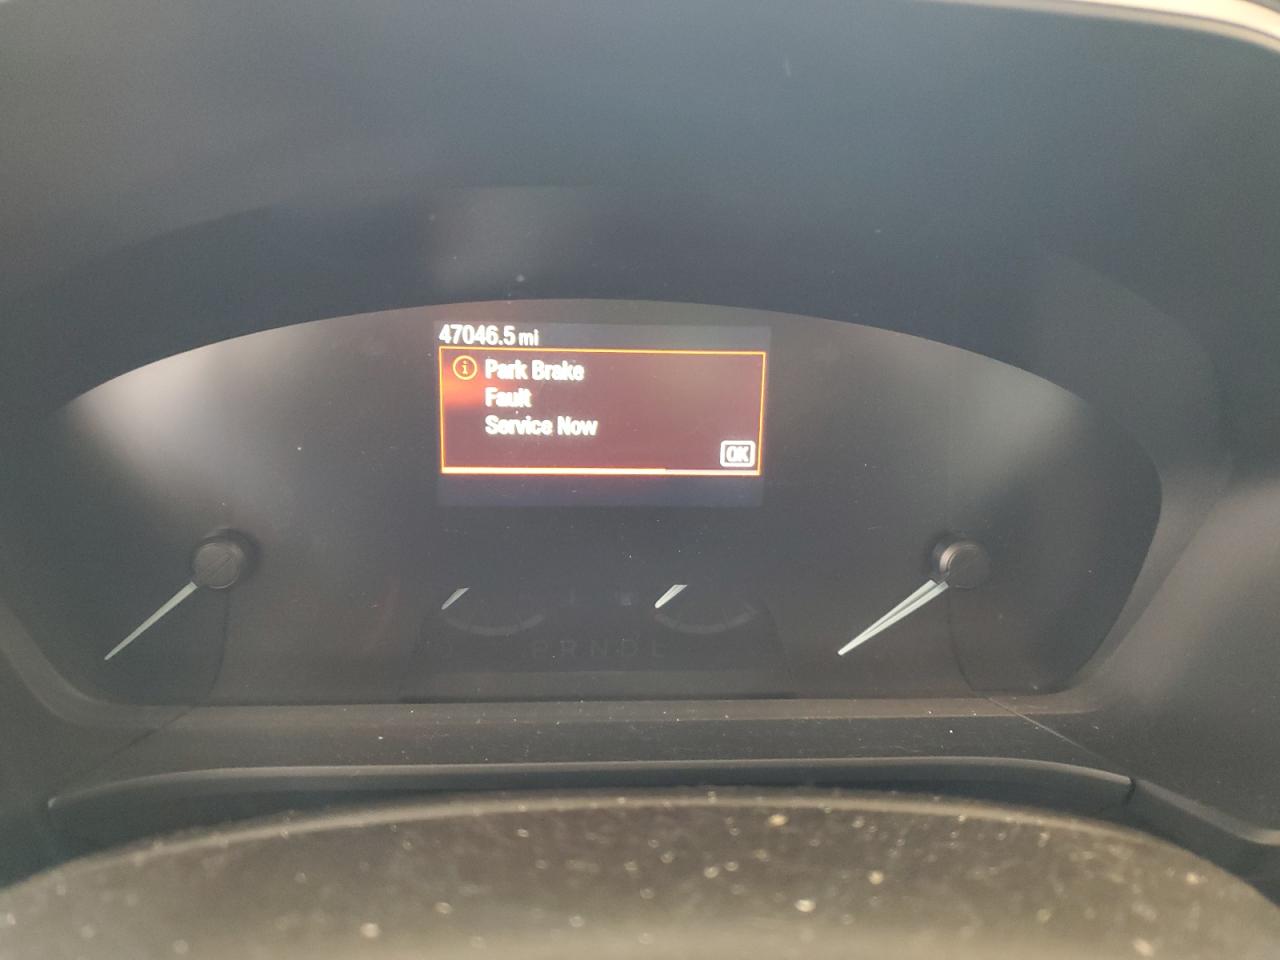 47046.5 mi
Park Brake
Fault
Service Now
OK
PRNDL